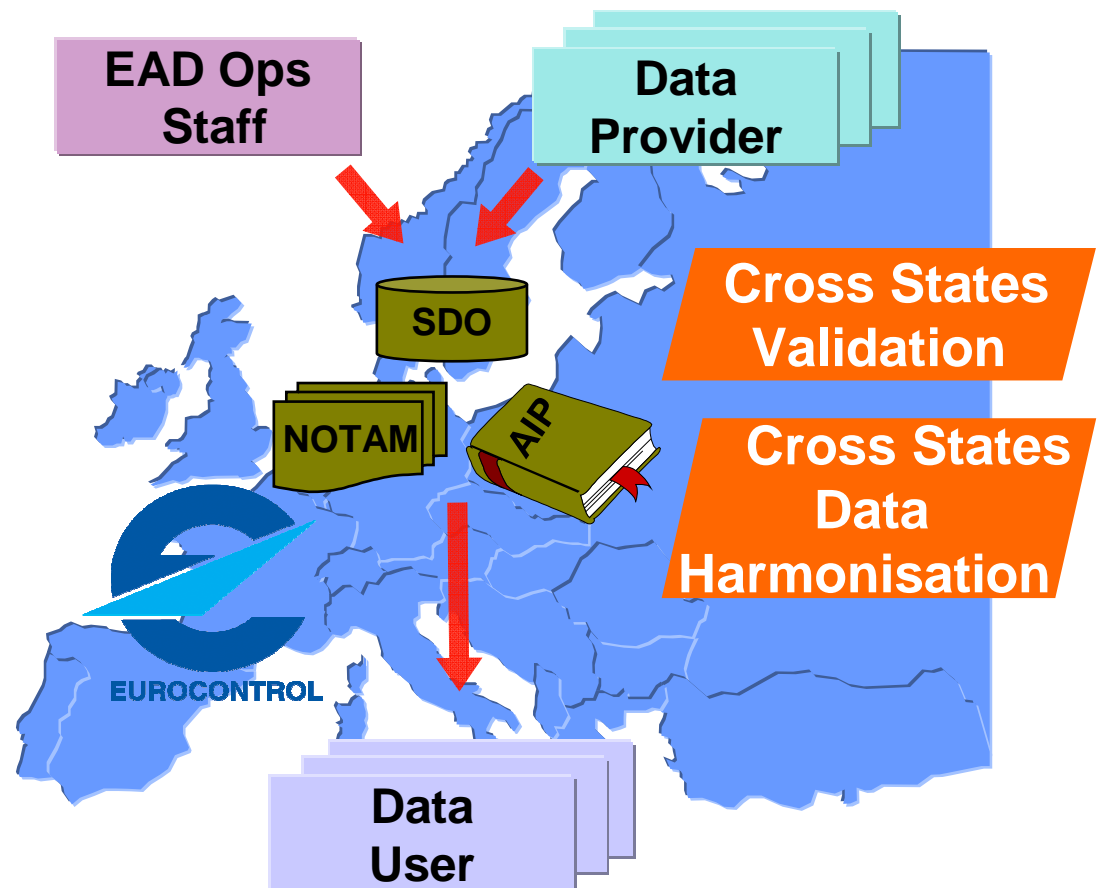 EAD Ops
Staff
Data
Provider
SDO
Cross States
Validation
NOTAM
AIP
Cross States
Data
Harmonisation
EUROCONTROL
Data
User